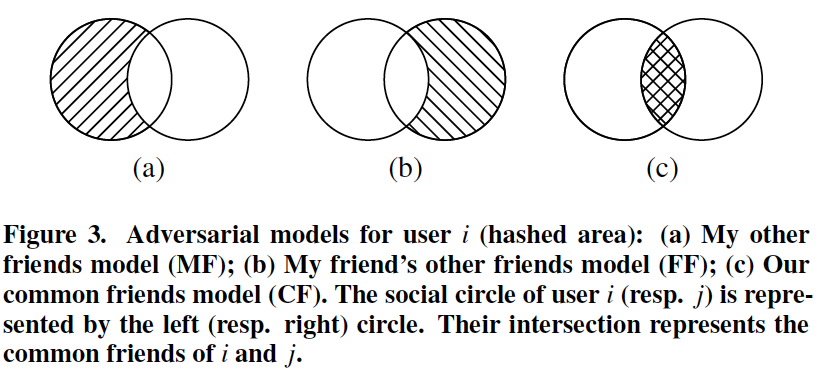 (a) (b) (c)
Figure 3. Adversarial models for user i (hashed area): (a) My other
friends model (MF); (b) My friend's other friends model (FF); (c) Our
common friends model (CF). The social circle of user i (resp. j) is repre-
sented by the left (resp. right) circle. Their intersection represents the
common friends of i and j.